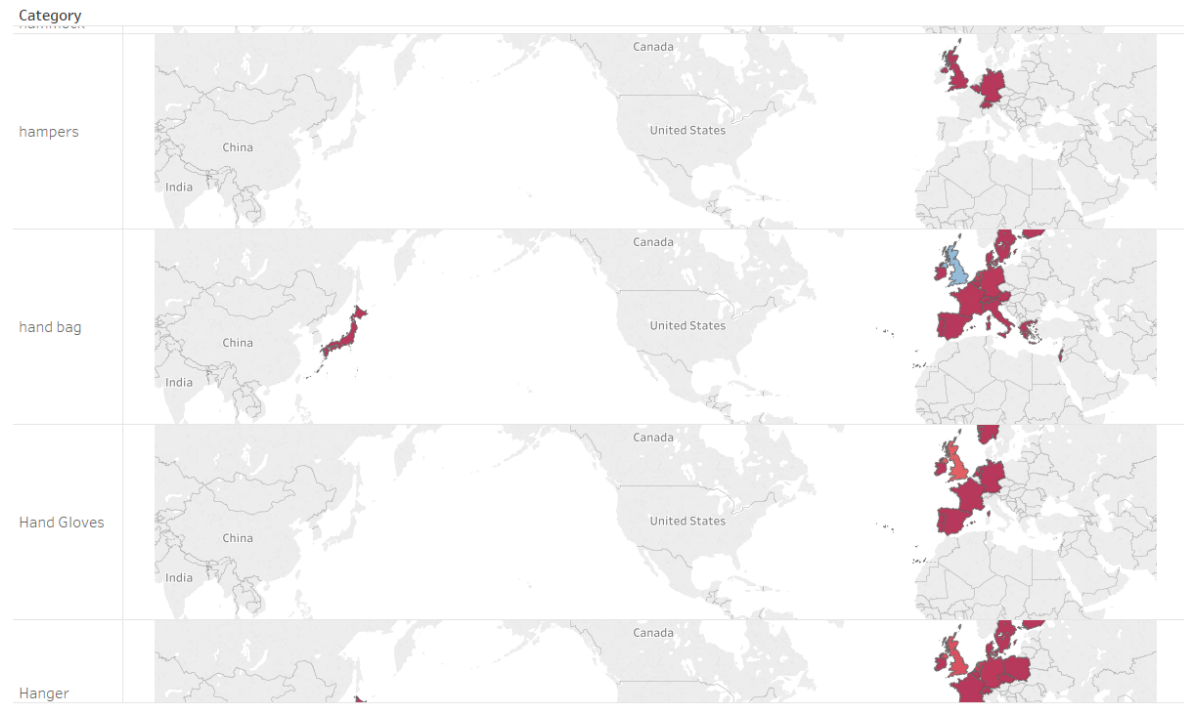 Category
hammock
hampers
Canada
United States
China
India
hand bag
Canada
United States
China
India
Hand Gloves
Canada
United States
China
India
Hanger
Canada